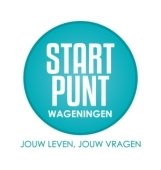 START
PUNT
WAGENINGEN
JOUW LEVEN, JOUW VRAGEN